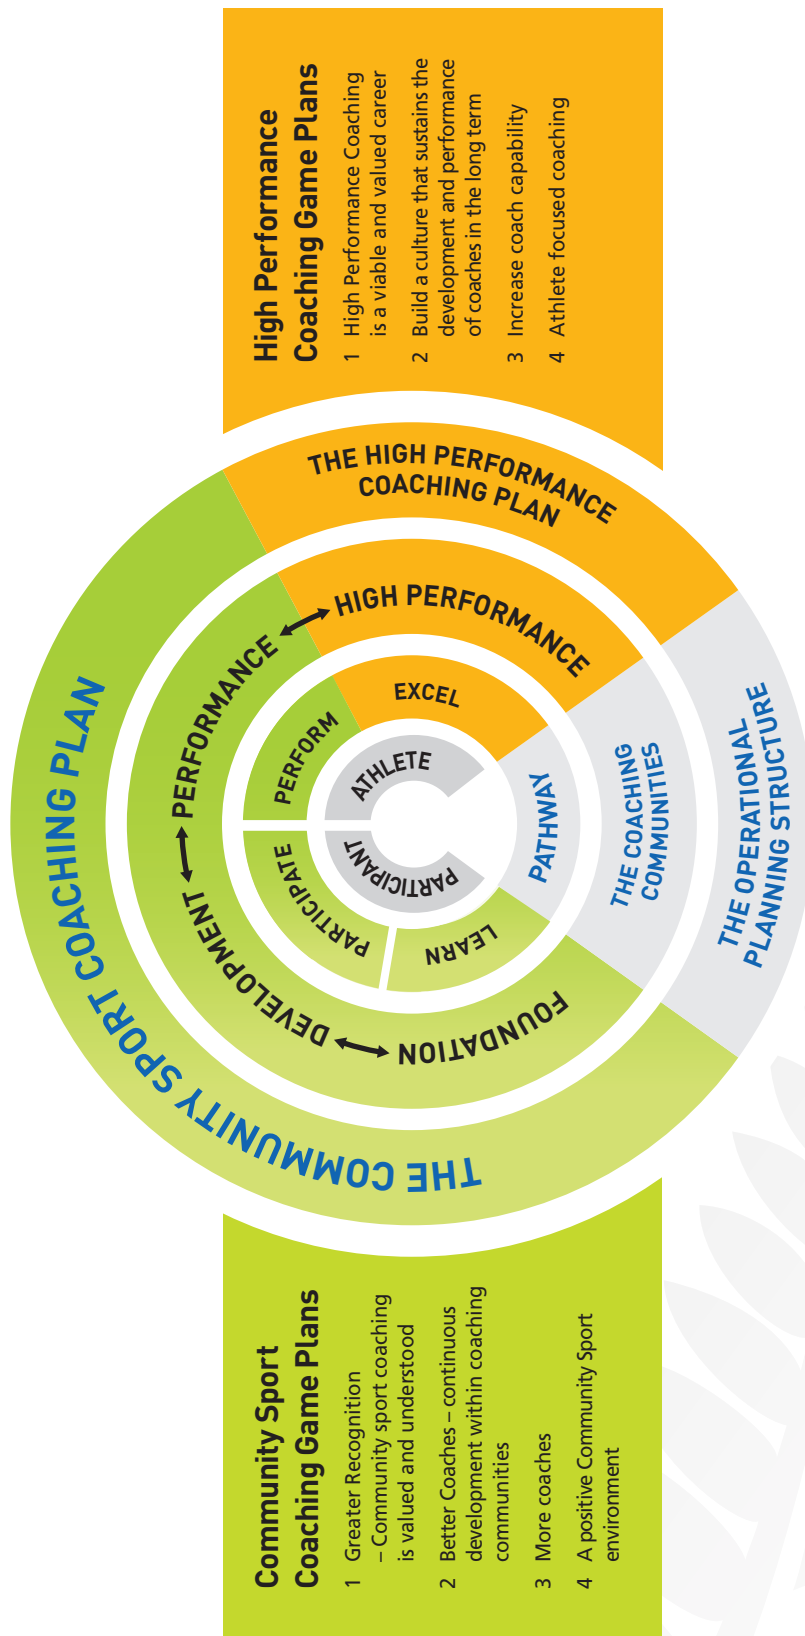 Community Sport
Coaching Game Plans
1 Greater Recognition
– Community sport coaching
is valued and understood
2 Better Coaches – continuous
development within coaching
communities
3 More coaches
4 A positive Community Sport
environment
THE COMMUNITY SPORT COACHING PLAN
THE HIGH PERFORMANCE
COACHING PLAN
FOUNDATION
DEVELOPMENT
PERFORMANCE
HIGH PERFORMANCE
LEARN
PARTICIPATE
PERFORM
EXCEL
PARTICIPANT
ATHLETE
PATHWAY
THE COACHING
COMMUNITIES
THE OPERATIONAL
PLANNING STRUCTURE
High Performance
Coaching Game Plans
1 High Performance Coaching
is a viable and valued career
2 Build a culture that sustains the
development and performance
of coaches in the long term
3 Increase coach capability
4 Athlete focused coaching